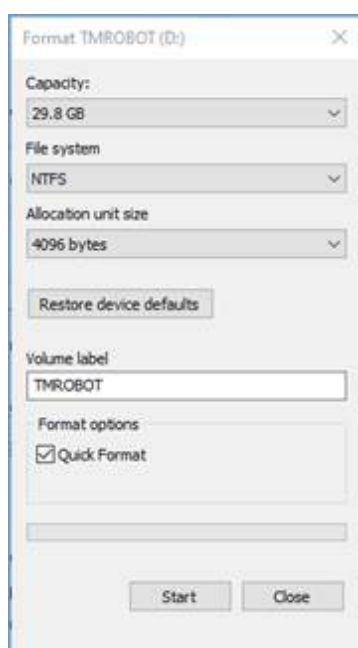 Format TMROBOT (D:)
Capacity:
29.8 GB
File system
NTFS
Allocation unit size
4096 bytes
Restore device defaults
Volume label
TMROBOT
Format options
Quick Format
Start Close